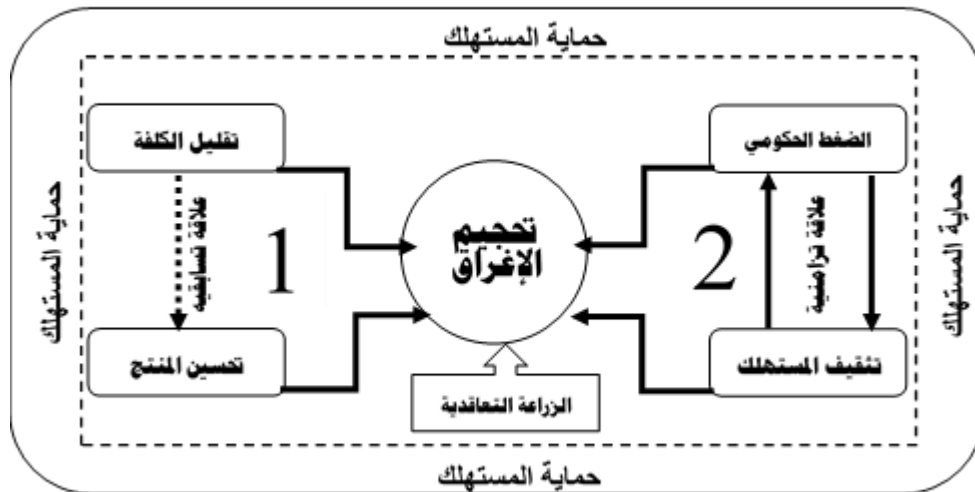 حماية المستهلك
الضغط الحكومي
تقليل الكلفة
حماية المستهلك
علاقة تزامنية
2
تحجيم
الإغراق
1
علاقة تسابقيه
حماية المستهلك
تثقيف المستهلك
تحسين المنتج
الزراعة التعاقدية
حماية المستهلك